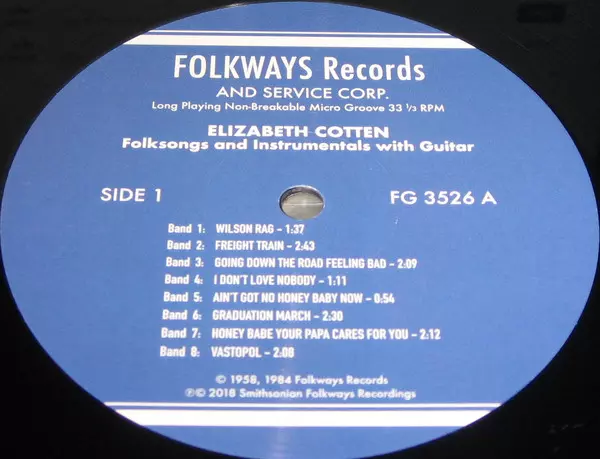 FOLKWAYS Records
AND SERVICE CORP.
Long Playing Non-Breakable Micro Groove 33 ⅓ RPM
ELIZABETH COTTEN
Folksongs and Instrumentals with Guitar
SIDE 1 FG 3526 A
Band 1: WILSON RAG – 1:37
Band 2: FREIGHT TRAIN – 2:43
Band 3: GOING DOWN THE ROAD FEELING BAD – 2:09
Band 4: I DON'T LOVE NOBODY – 1:11
Band 5: AIN'T GOT NO HONEY BABY NOW – 0:54
Band 6: GRADUATION MARCH – 2:30
Band 7: HONEY BABE YOUR PAPA CARES FOR YOU – 2:12
Band 8: VASTOPOL – 2:08
© 1958, 1984 Folkways Records
℗© 2018 Smithsonian Folkways Recordings